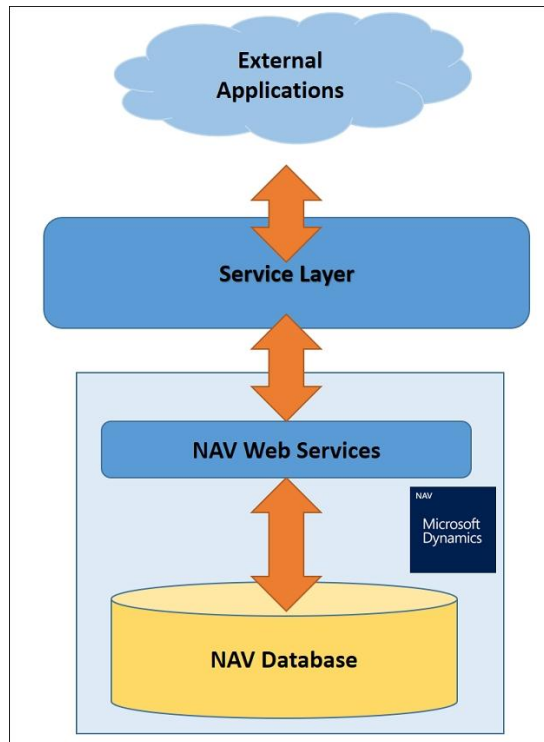 External
Applications
Service Layer
NAV Web Services
NAV
Microsoft
Dynamics
NAV Database